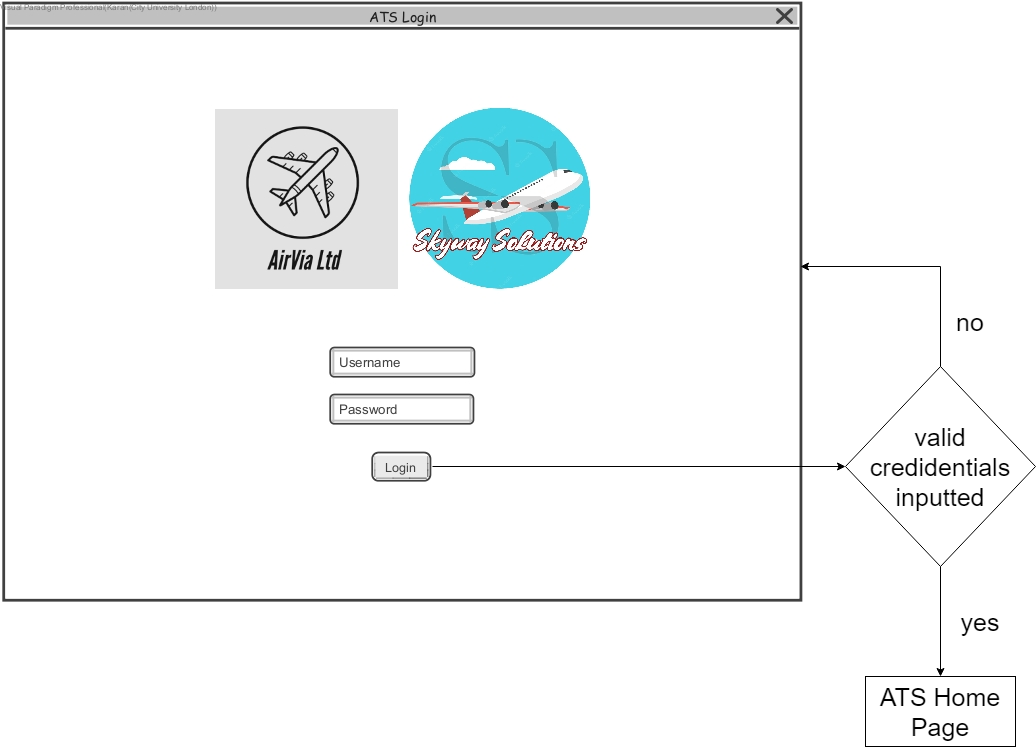 Visual Paradigm Professional(Karan(City University London))
ATS Login
AirVia Ltd
SS
Skyway Solutions
Username
Password
Login
no
valid
credidentials
inputted
yes
ATS Home
Page